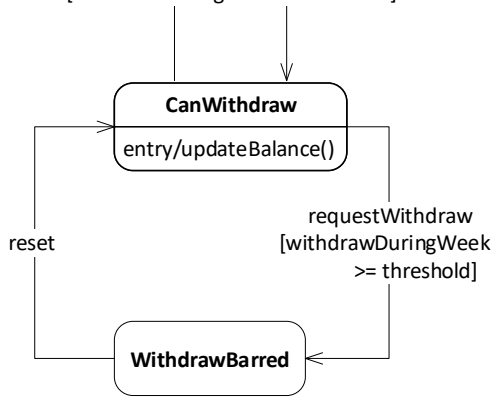 CanWithdraw
entry/updateBalance()
requestWithdraw
reset
[withdrawDuringWeek
>= threshold]
WithdrawBarred